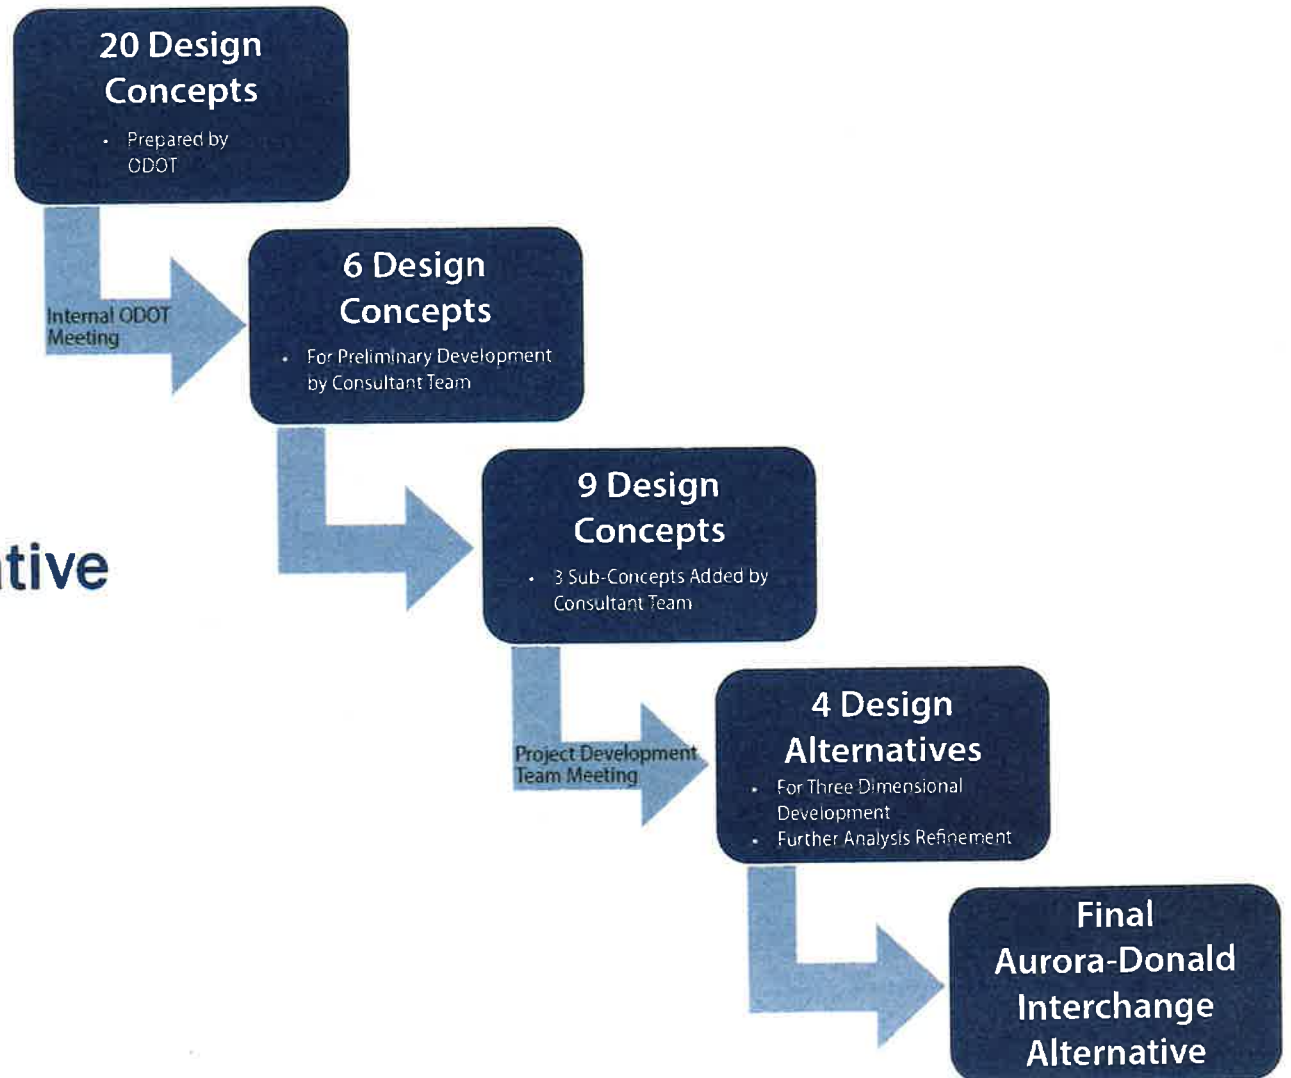 20 Design
Concepts
• Prepared by
ODOT
Internal ODOT
Meeting
6 Design
Concepts
• For Preliminary Development
by Consultant Team
9 Design
Concepts
• 3 Sub-Concepts Added by
Consultant Team
ative
Project Development
Team Meeting
4 Design
Alternatives
• For Three Dimensional
Development
• Further Analysis Refinement
Final
Aurora-Donald
Interchange
Alternative